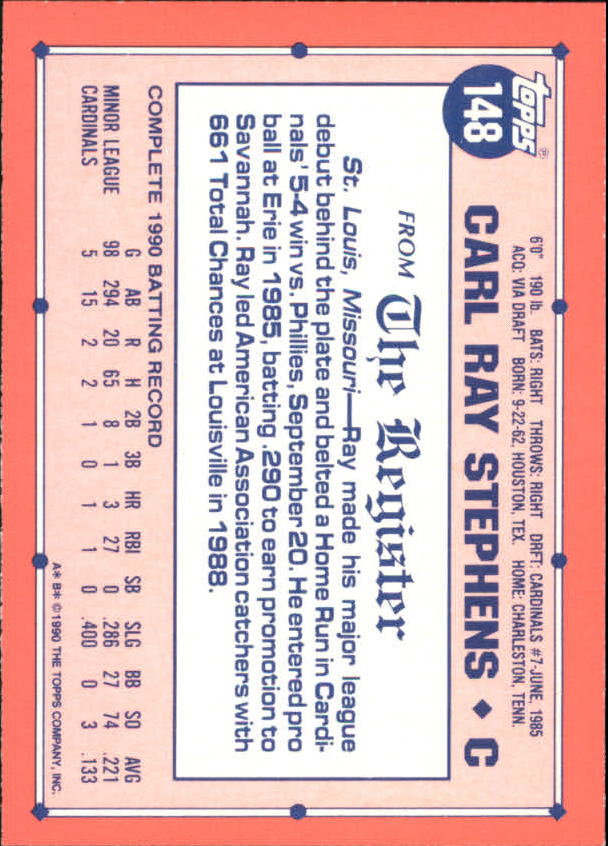 topps®
148
6'0" 190 lb. BATS: RIGHT THROWS: RIGHT DRFT: CARDINALS #7-JUNE, 1985
ACQ: VIA DRAFT BORN: 9-22-62, HOUSTON, TEX. HOME: CHARLESTON, TENN.
CARL RAY STEPHENS ♦ C
FROM The Register
St. Louis, Missouri—Ray made his major league
debut behind the plate and belted a Home Run in Cardi-
nals' 5-4 win vs. Phillies, September 20. He entered pro
ball at Erie in 1985, batting .290 to earn promotion to
Savannah. Ray led American Association catchers with
661 Total Chances at Louisville in 1988.
COMPLETE 1990 BATTING RECORD
G AB R H 2B 3B HR RBI SB SLG BB SO AVG
MINOR LEAGUE 98 294 20 65 8 1 3 27 0 .286 27 74 .221
CARDINALS 5 15 2 2 1 0 1 1 0 .400 0 3 .133
A* B* © 1990 THE TOPPS COMPANY, INC.